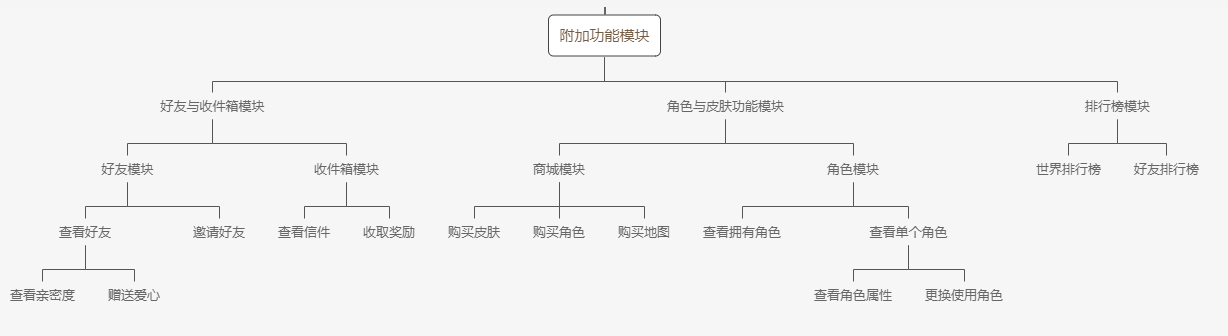 附加功能模块
好友与收件箱模块
角色与皮肤功能模块
排行榜模块
好友模块
收件箱模块
商城模块
角色模块
世界排行榜
好友排行榜
查看好友
邀请好友
查看信件
收取奖励
购买皮肤
购买角色
购买地图
查看拥有角色
查看单个角色
查看亲密度
赠送爱心
查看角色属性
更换使用角色